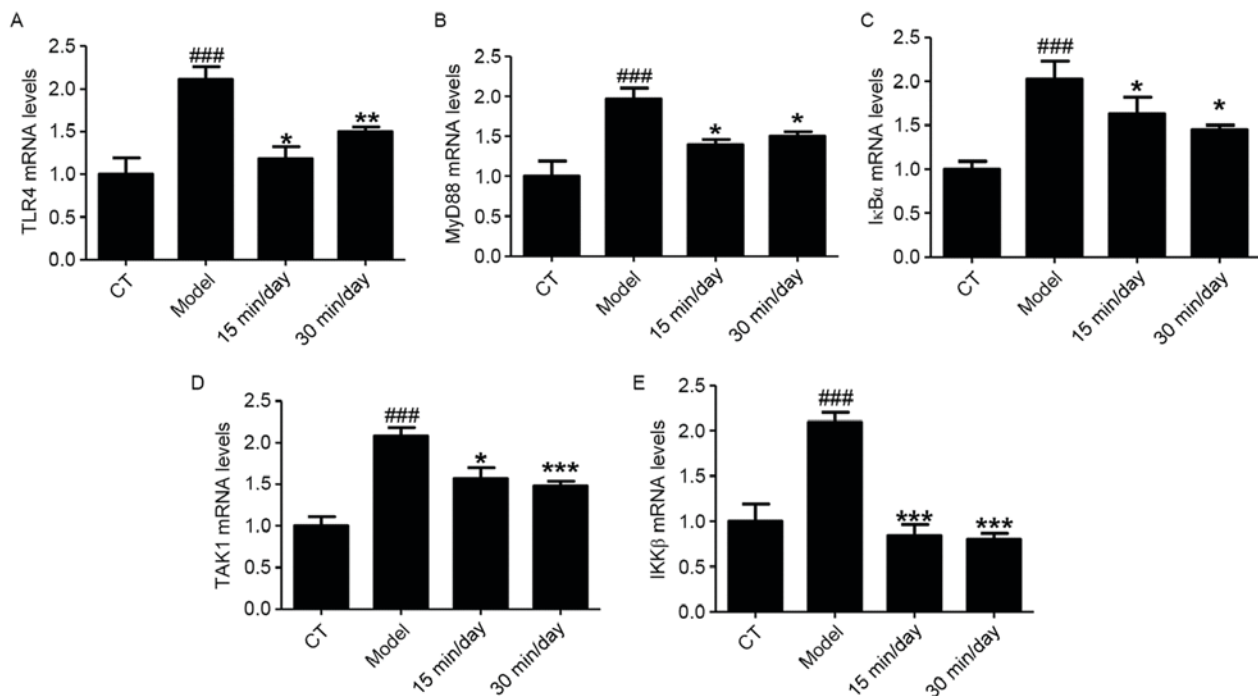 A
TLR4 mRNA levels
2.5
2.0
1.5
1.0
0.5
0.0
###
*
**
CT
Model
15 min/day
30 min/day
B
MyD88 mRNA levels
2.5
2.0
1.5
1.0
0.5
0.0
###
*
*
CT
Model
15 min/day
30 min/day
C
IκBα mRNA levels
2.5
2.0
1.5
1.0
0.5
0.0
###
*
*
CT
Model
15 min/day
30 min/day
D
TAK1 mRNA levels
2.5
2.0
1.5
1.0
0.5
0.0
###
*
***
CT
Model
15 min/day
30 min/day
E
IKKβ mRNA levels
2.5
2.0
1.5
1.0
0.5
0.0
###
***
***
CT
Model
15 min/day
30 min/day